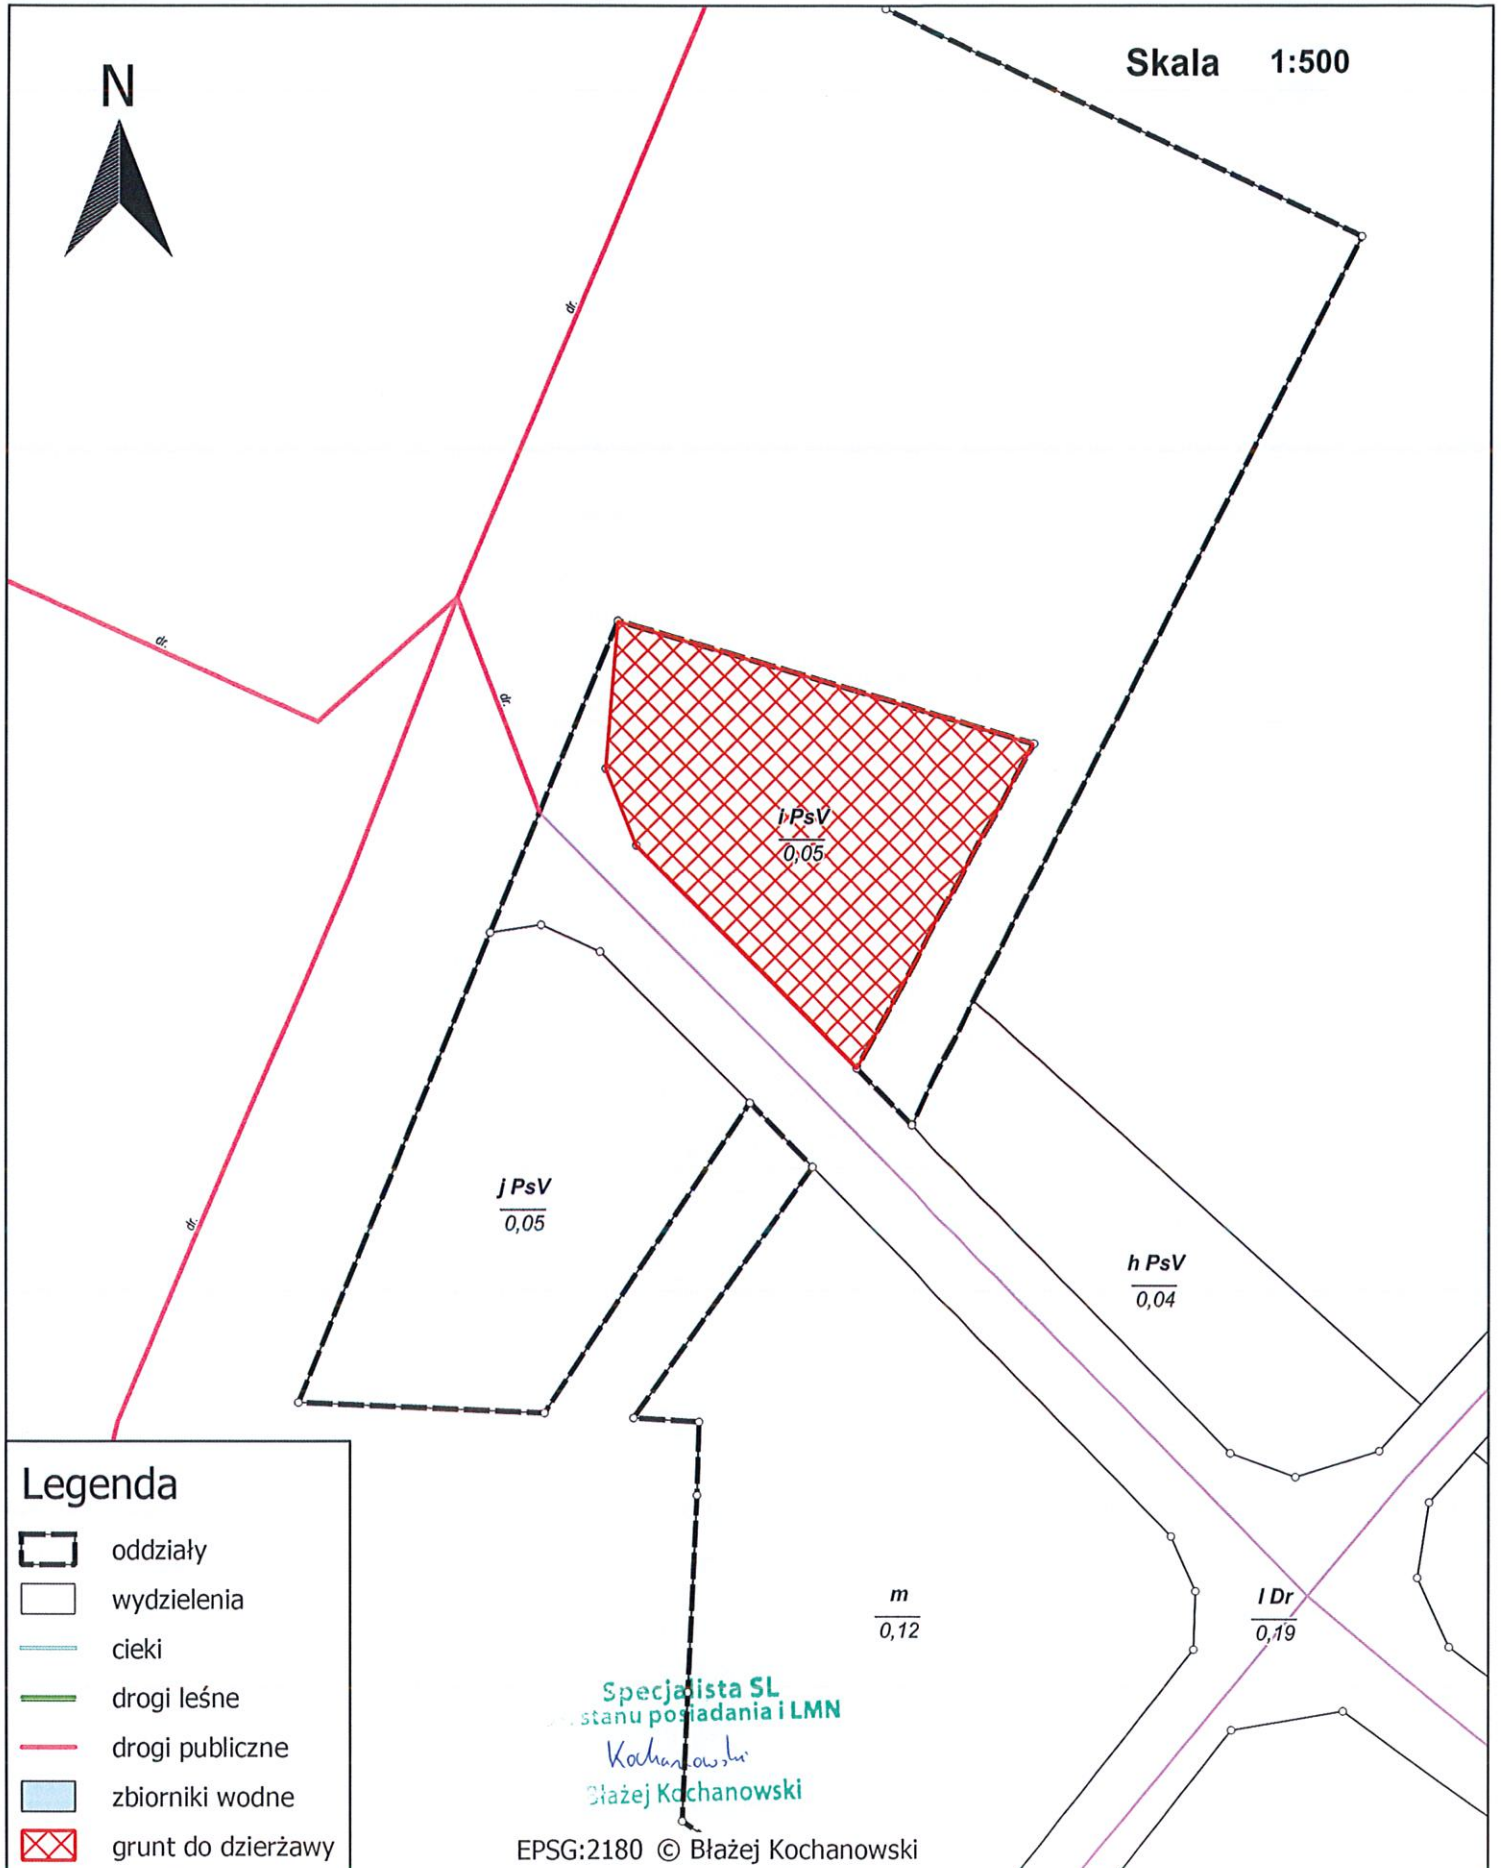 Skala 1:500
N
dr.
dr.
dr.
i PsV
0,05
j PsV
0,05
dr.
h PsV
0,04
m
0,12
l Dr
0,19
Legenda
oddziały
wydzielenia
cieki
drogi leśne
drogi publiczne
zbiorniki wodne
grunt do dzierżawy
Specjalista SL
stanu posiadania i LMN
Kochanowski
Błażej Kochanowski
EPSG:2180 © Błażej Kochanowski